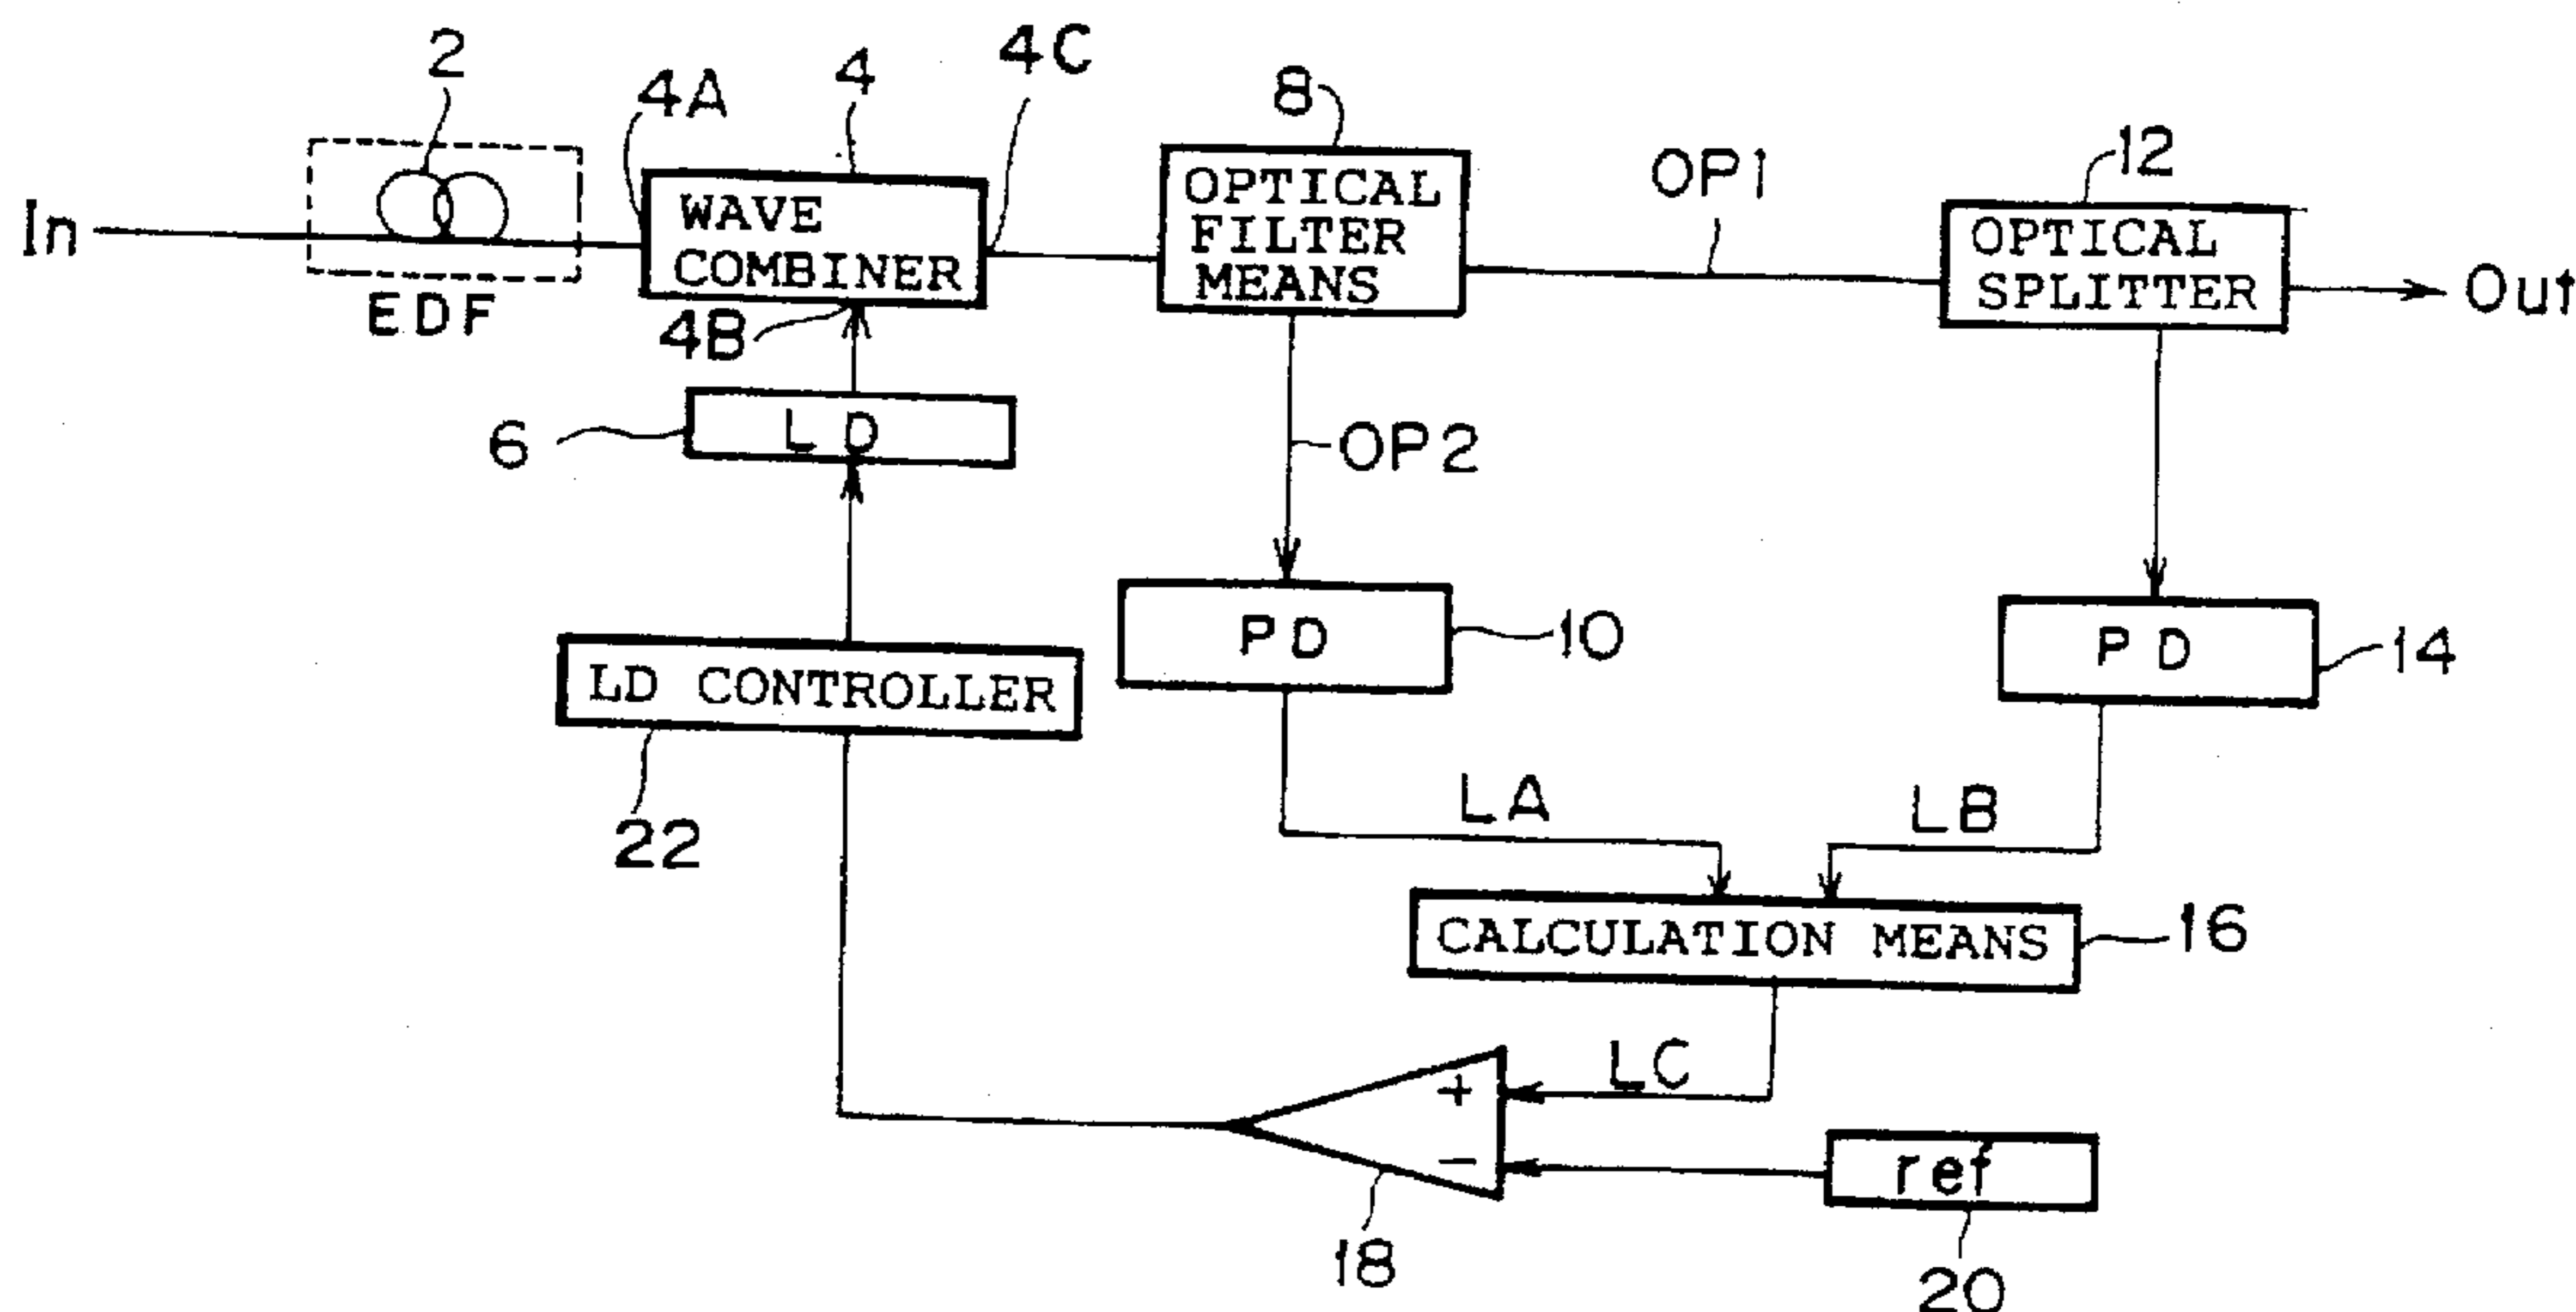 2
4A
4
4C
8
OP1
12
In
EDF
WAVE
COMBINER
4B
OPTICAL
FILTER
MEANS
OPTICAL
SPLITTER
Out
6
LD
OP2
PD
10
PD
14
LD CONTROLLER
22
LA
LB
CALCULATION MEANS
16
LC
+
−
ref
18
20